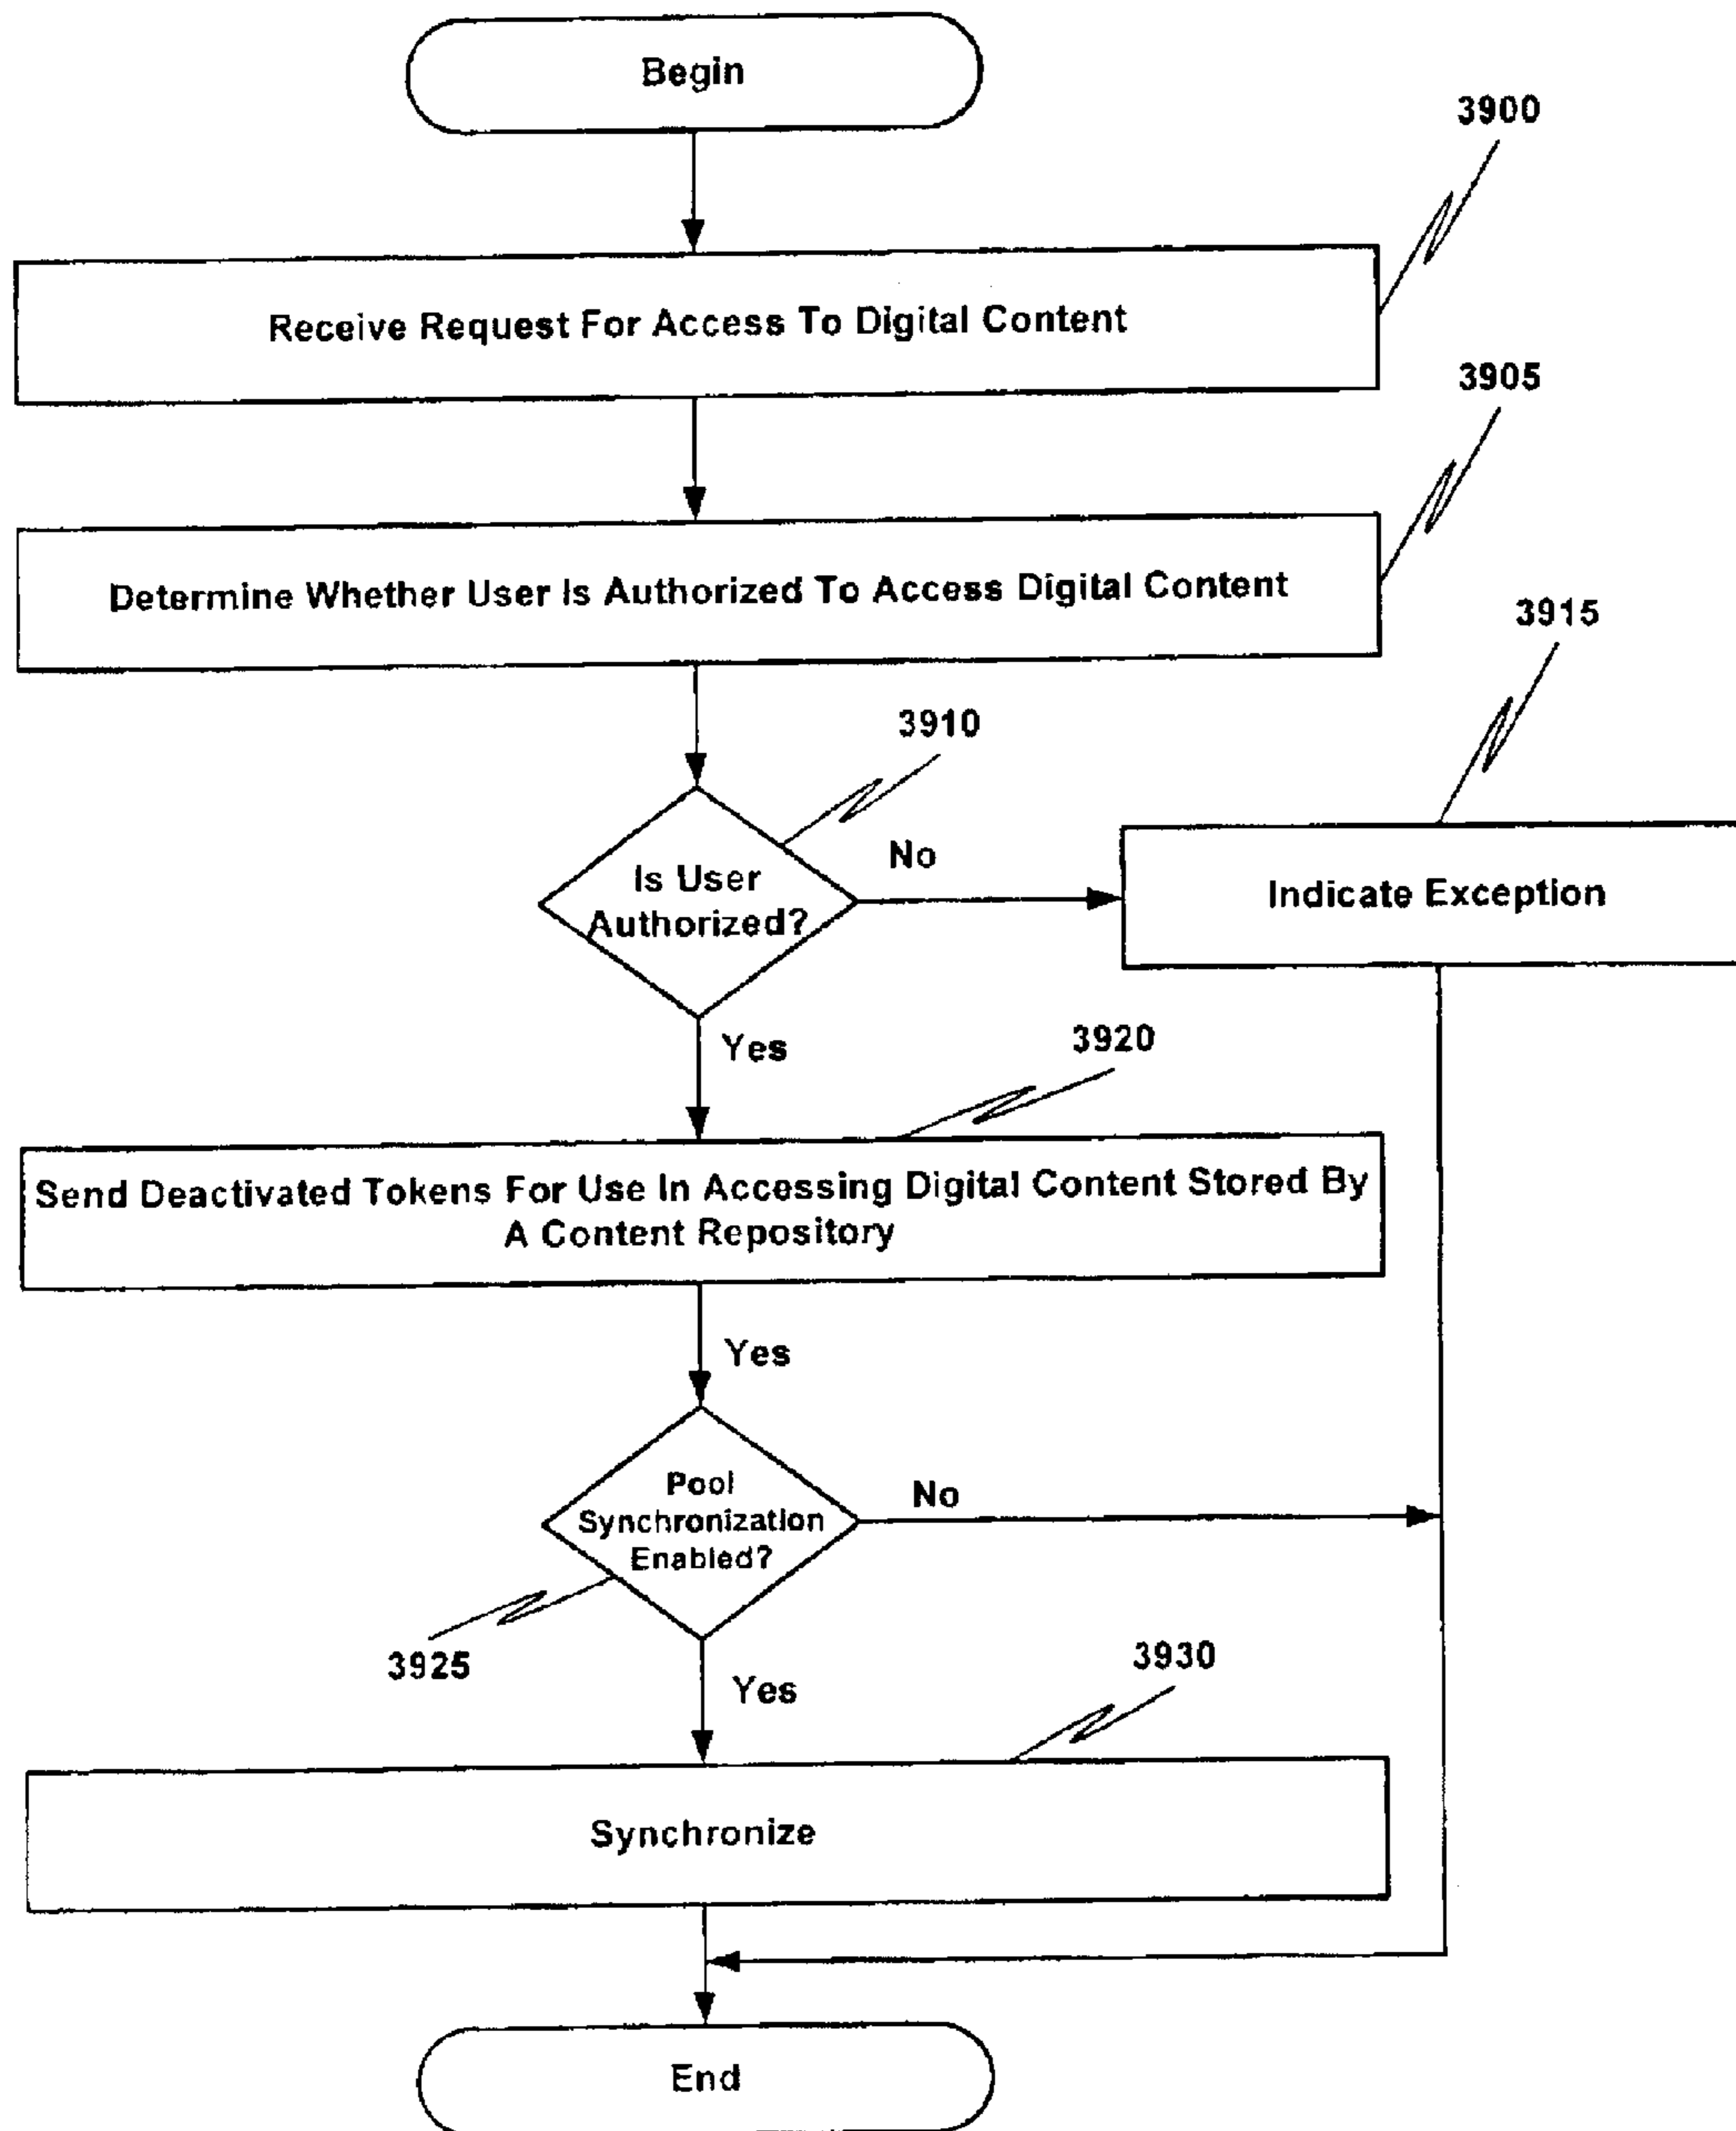 Begin
3900
Receive Request For Access To Digital Content
3905
Determine Whether User Is Authorized To Access Digital Content
3910
3915
Is User
Authorized?
No
Indicate Exception
Yes
3920
Send Deactivated Tokens For Use In Accessing Digital Content Stored By
A Content Repository
Yes
Pool
Synchronization
Enabled?
No
3925
Yes
3930
Synchronize
End